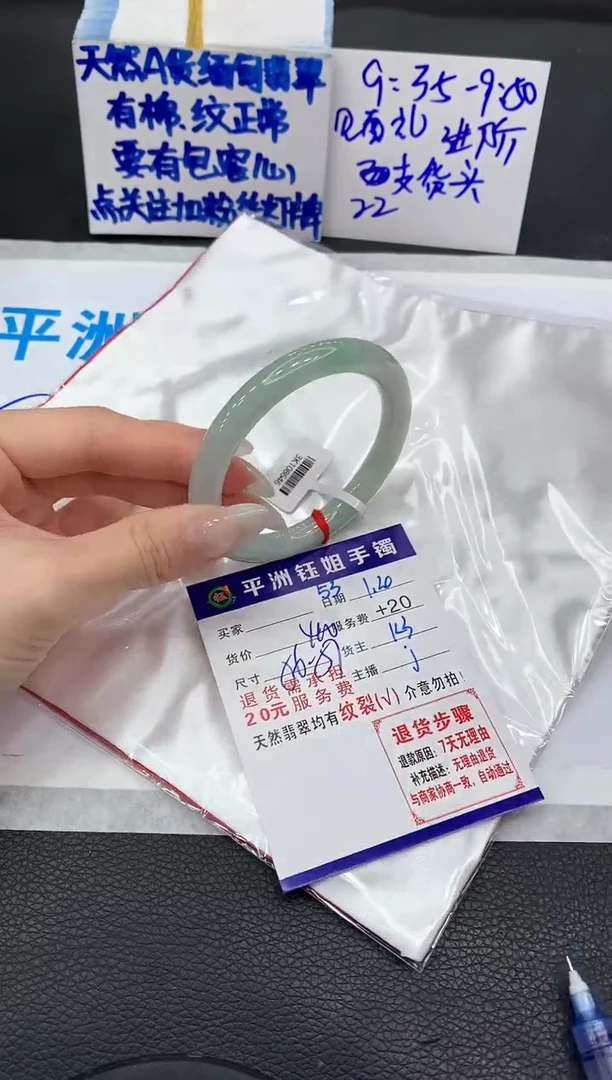 天然A货缅甸翡翠
有棉、纹正常
要有包容心
点关注加粉丝灯牌
9:35-9:50
见面礼 进阶
西支货头
22
平洲
3K108646
平洲钰姐手镯
53
买家 日期 1.20
货价 服务费 +20
尺寸 货主
主播 j
退货需承担
20元服务费
天然翡翠均有纹裂(√) 介意勿拍!
退货步骤
退款原因:7天无理由
补充描述:无理由退货
与商家协商一致,自动通过